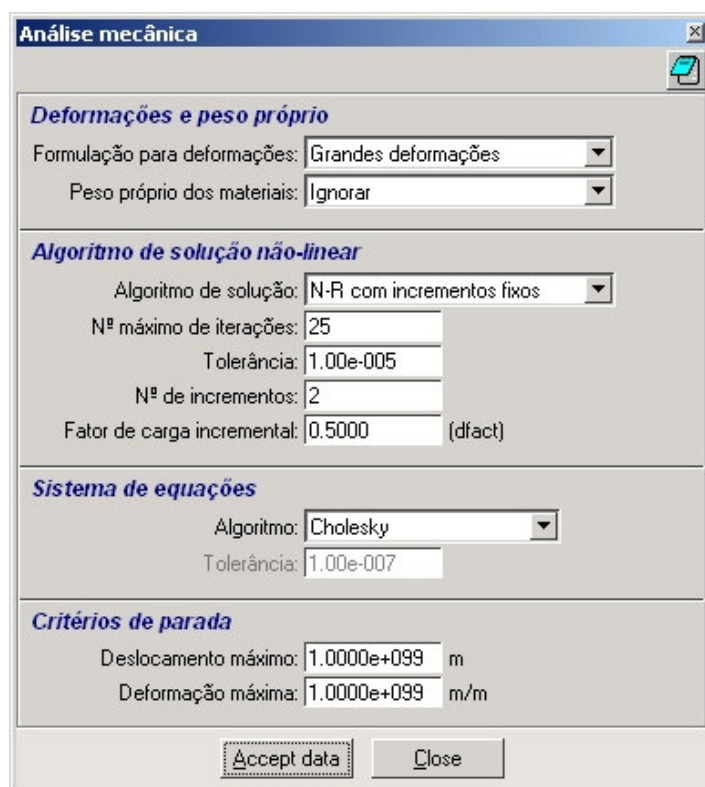 Análise mecânica
Deformações e peso próprio
Formulação para deformações: Grandes deformações
Peso próprio dos materiais: Ignorar
Algoritmo de solução não-linear
Algoritmo de solução: N-R com incrementos fixos
Nº máximo de iterações: 25
Tolerância: 1.00e-005
Nº de incrementos: 2
Fator de carga incremental: 0.5000 (dfact)
Sistema de equações
Algoritmo: Cholesky
Tolerância: 1.00e-007
Critérios de parada
Deslocamento máximo: 1.0000e+099 m
Deformação máxima: 1.0000e+099 m/m
Accept data Close